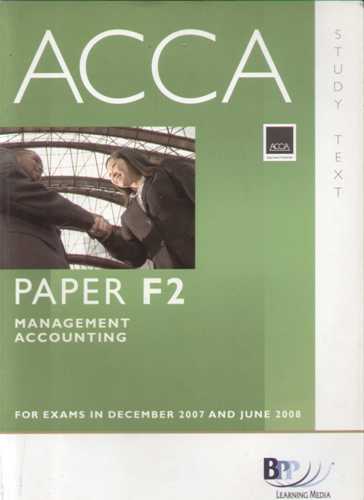 ACCA
STUDY TEXT
ACCA
PAPER F2
MANAGEMENT
ACCOUNTING
FOR EXAMS IN DECEMBER 2007 AND JUNE 2008
BPP
LEARNING MEDIA